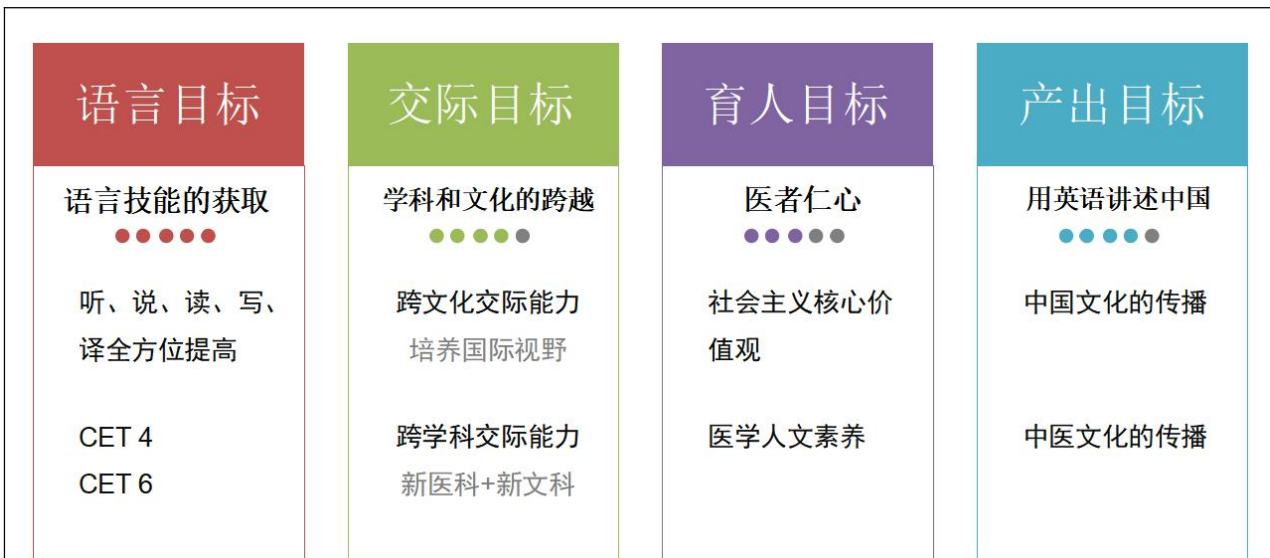 语言目标
语言技能的获取
听、说、读、写、
译全方位提高
CET 4
CET 6
交际目标
学科和文化的跨越
跨文化交际能力
培养国际视野
跨学科交际能力
新医科+新文科
育人目标
医者仁心
社会主义核心价
值观
医学人文素养
产出目标
用英语讲述中国
中国文化的传播
中医文化的传播